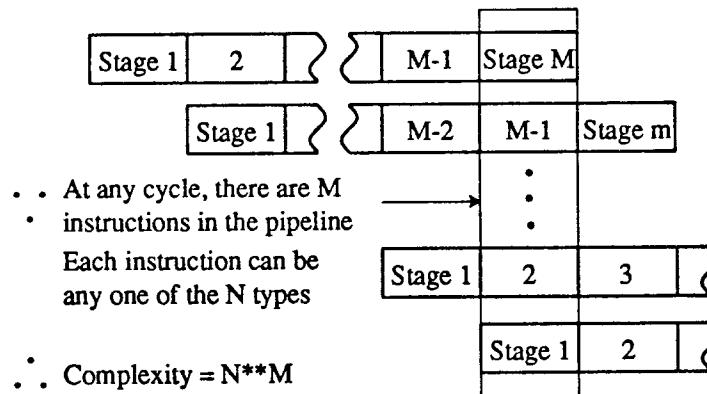 Stage 1 2 M-1 Stage M
Stage 1 M-2 M-1 Stage m
∵ At any cycle, there are M
instructions in the pipeline
Each instruction can be
any one of the N types
Stage 1 2 3
Stage 1 2
∴ Complexity = N**M